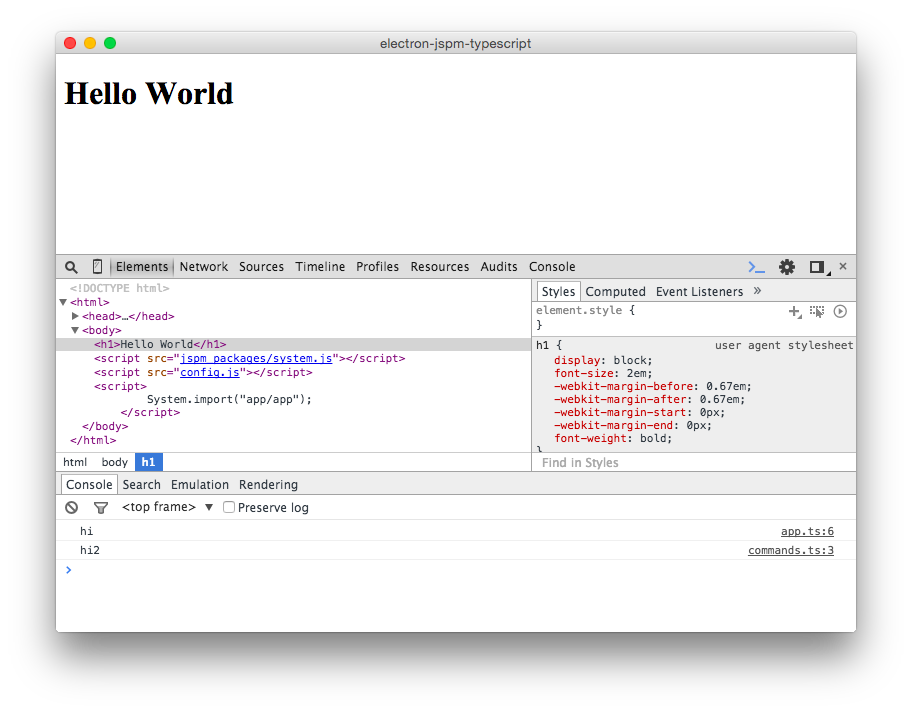 electron-jspm-typescript
Hello World
Elements Network Sources Timeline Profiles Resources Audits Console
<!DOCTYPE html>
▼<html>
▶<head>…</head>
▼<body>
<h1>Hello World</h1>
<script src="jspm_packages/system.js"></script>
<script src="config.js"></script>
<script>
System.import("app/app");
</script>
</body>
</html>
html body h1
Styles Computed Event Listeners »
element.style {
}
h1 { user agent stylesheet
display: block;
font-size: 2em;
-webkit-margin-before: 0.67em;
-webkit-margin-after: 0.67em;
-webkit-margin-start: 0px;
-webkit-margin-end: 0px;
font-weight: bold;
}
Find in Styles
Console Search Emulation Rendering
<top frame> ▼ Preserve log
hi app.ts:6
hi2 commands.ts:3
>